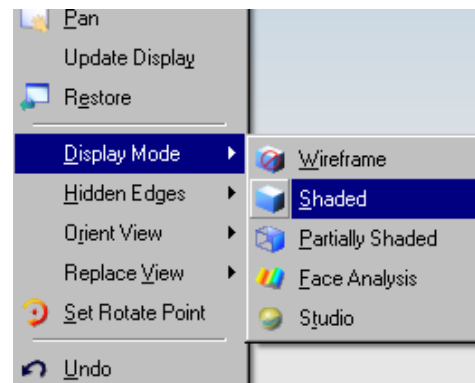 Pan
Update Display
Restore
Display Mode
Hidden Edges
Orient View
Replace View
Set Rotate Point
Undo
Wireframe
Shaded
Partially Shaded
Face Analysis
Studio